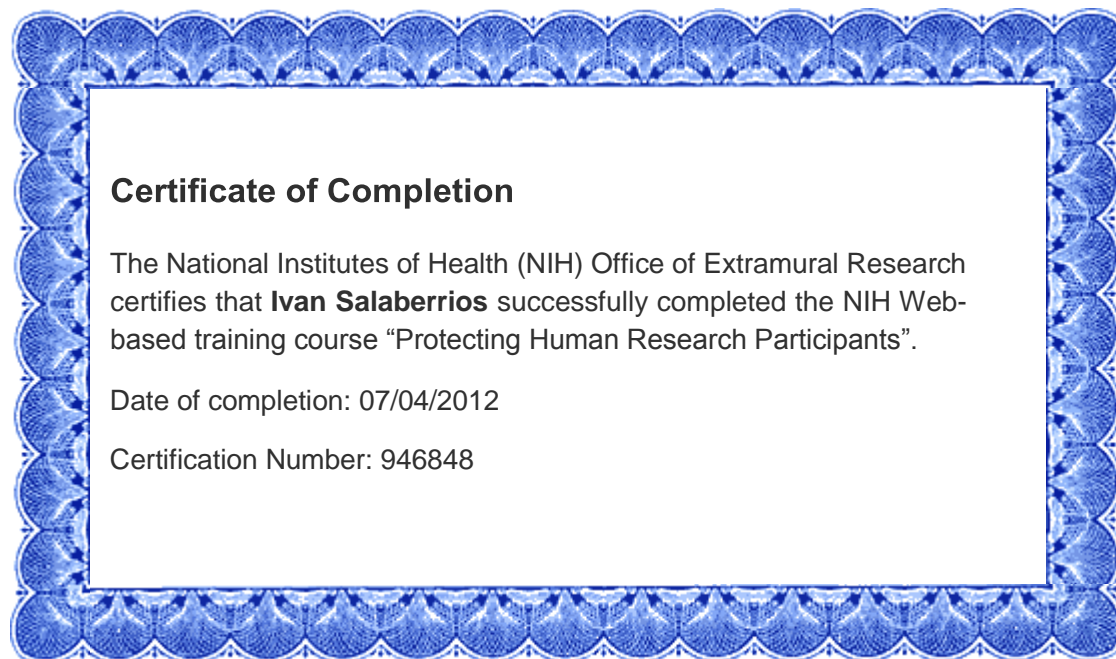 Certificate of Completion
The National Institutes of Health (NIH) Office of Extramural Research
certifies that Ivan Salaberrios successfully completed the NIH Web-
based training course “Protecting Human Research Participants”.
Date of completion: 07/04/2012
Certification Number: 946848